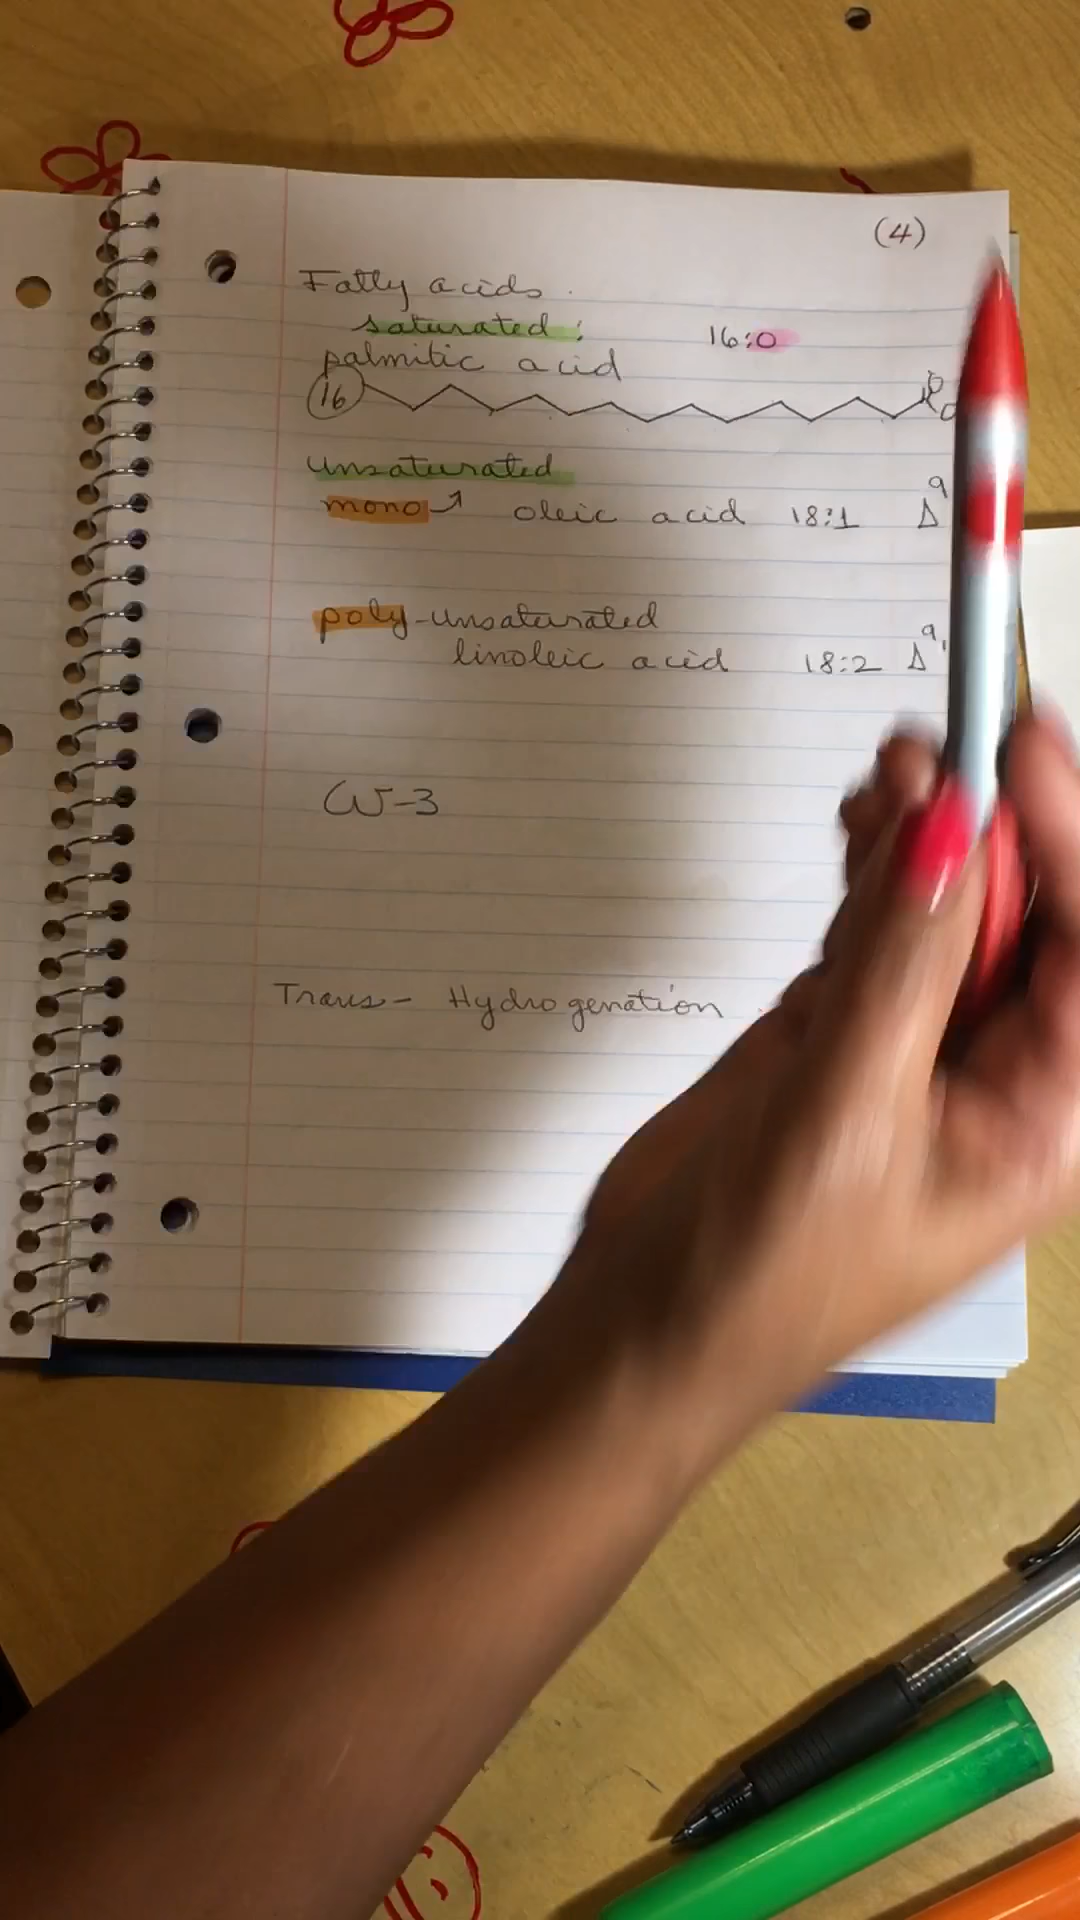 (4)
Fatty acids.
saturated: 16:0
palmitic acid
16 O
Unsaturated
mono oleic acid 18:1 Δ9
poly-unsaturated
linoleic acid 18:2 Δ9,
ω-3
Trans- Hydrogenation